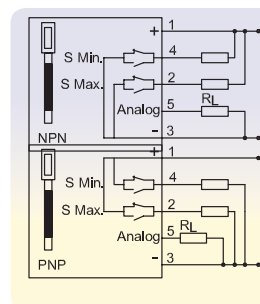 + 1
S Min. 4
S Max. 2
Analog 5 RL
- 3
NPN
+ 1
S Min. 4
S Max. 2
Analog 5 RL
- 3
PNP